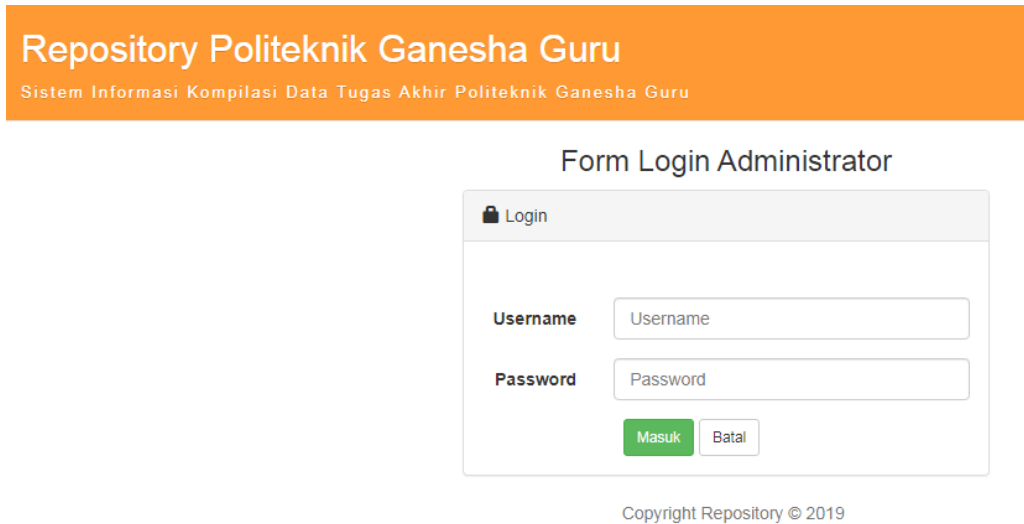 Repository Politeknik Ganesha Guru
Sistem Informasi Kompilasi Data Tugas Akhir Politeknik Ganesha Guru
Form Login Administrator
Login
Username Username
Password Password
Masuk Batal
Copyright Repository © 2019